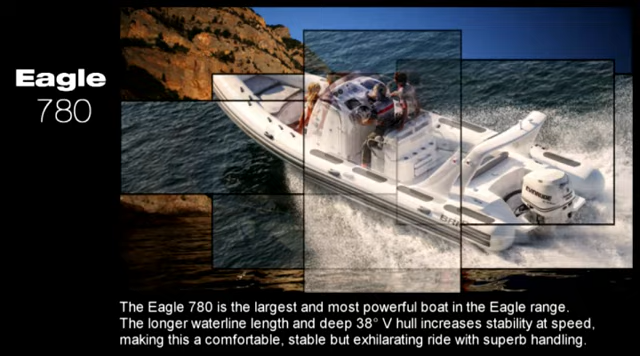 Eagle
780
The Eagle 780 is the largest and most powerful boat in the Eagle range.
The longer waterline length and deep 38° V hull increases stability at speed,
making this a comfortable, stable but exhilarating ride with superb handling.